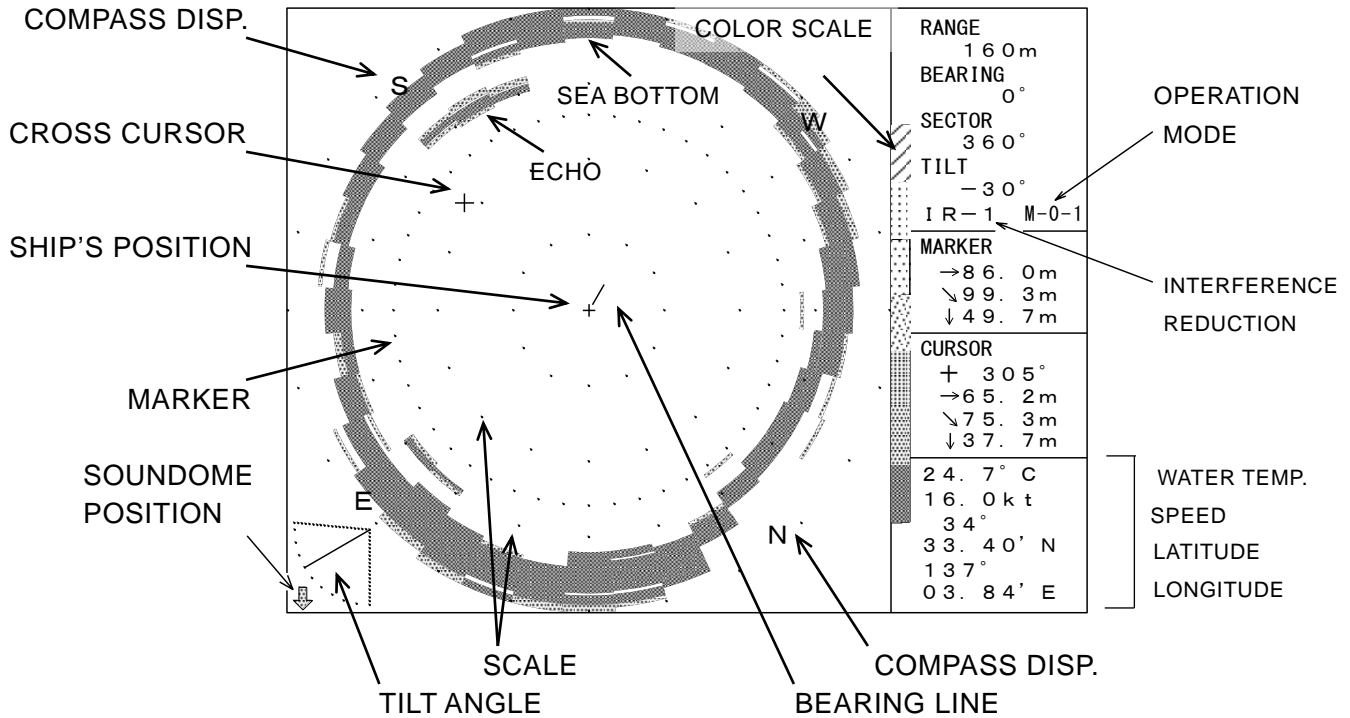 COMPASS DISP.
CROSS CURSOR
SHIP'S POSITION
MARKER
SOUNDOME
POSITION
S
W
E
N
COLOR SCALE
SEA BOTTOM
ECHO
RANGE
160m
BEARING
0°
SECTOR
360°
TILT
-30°
IR-1 M-O-1
MARKER
→86.0m
↘99.3m
↓49.7m
CURSOR
+ 305°
→65.2m
↘75.3m
↓37.7m
24.7°C
16.0kt
34°
33.40'N
137°
03.84'E
OPERATION
MODE
INTERFERENCE
REDUCTION
WATER TEMP.
SPEED
LATITUDE
LONGITUDE
SCALE
COMPASS DISP.
TILT ANGLE
BEARING LINE